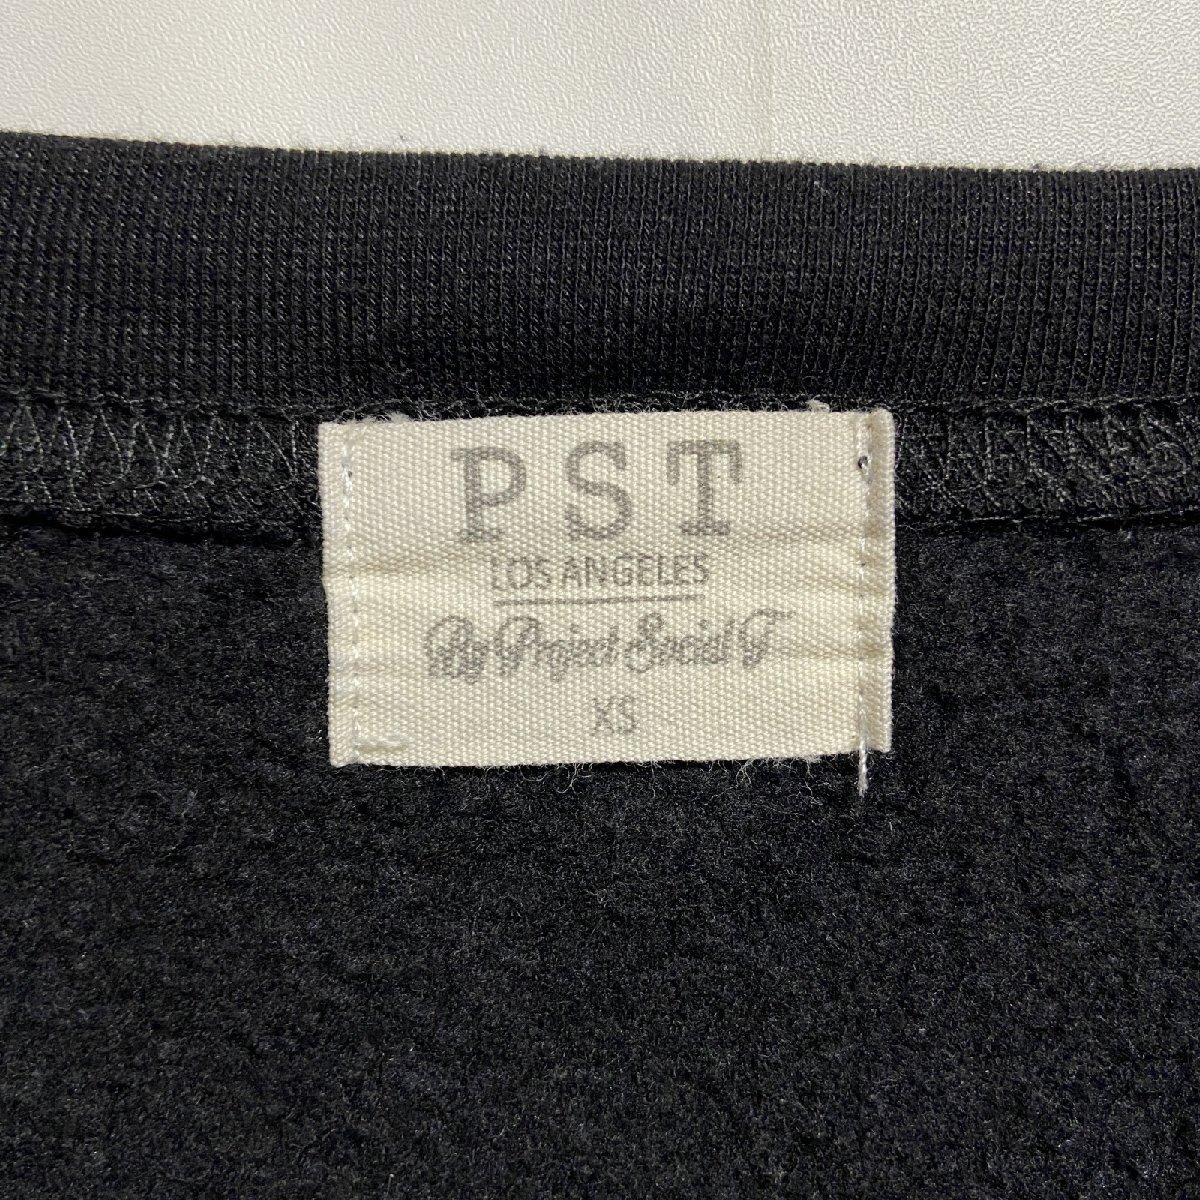 PST
LOS ANGELES
By Project Social T
XS